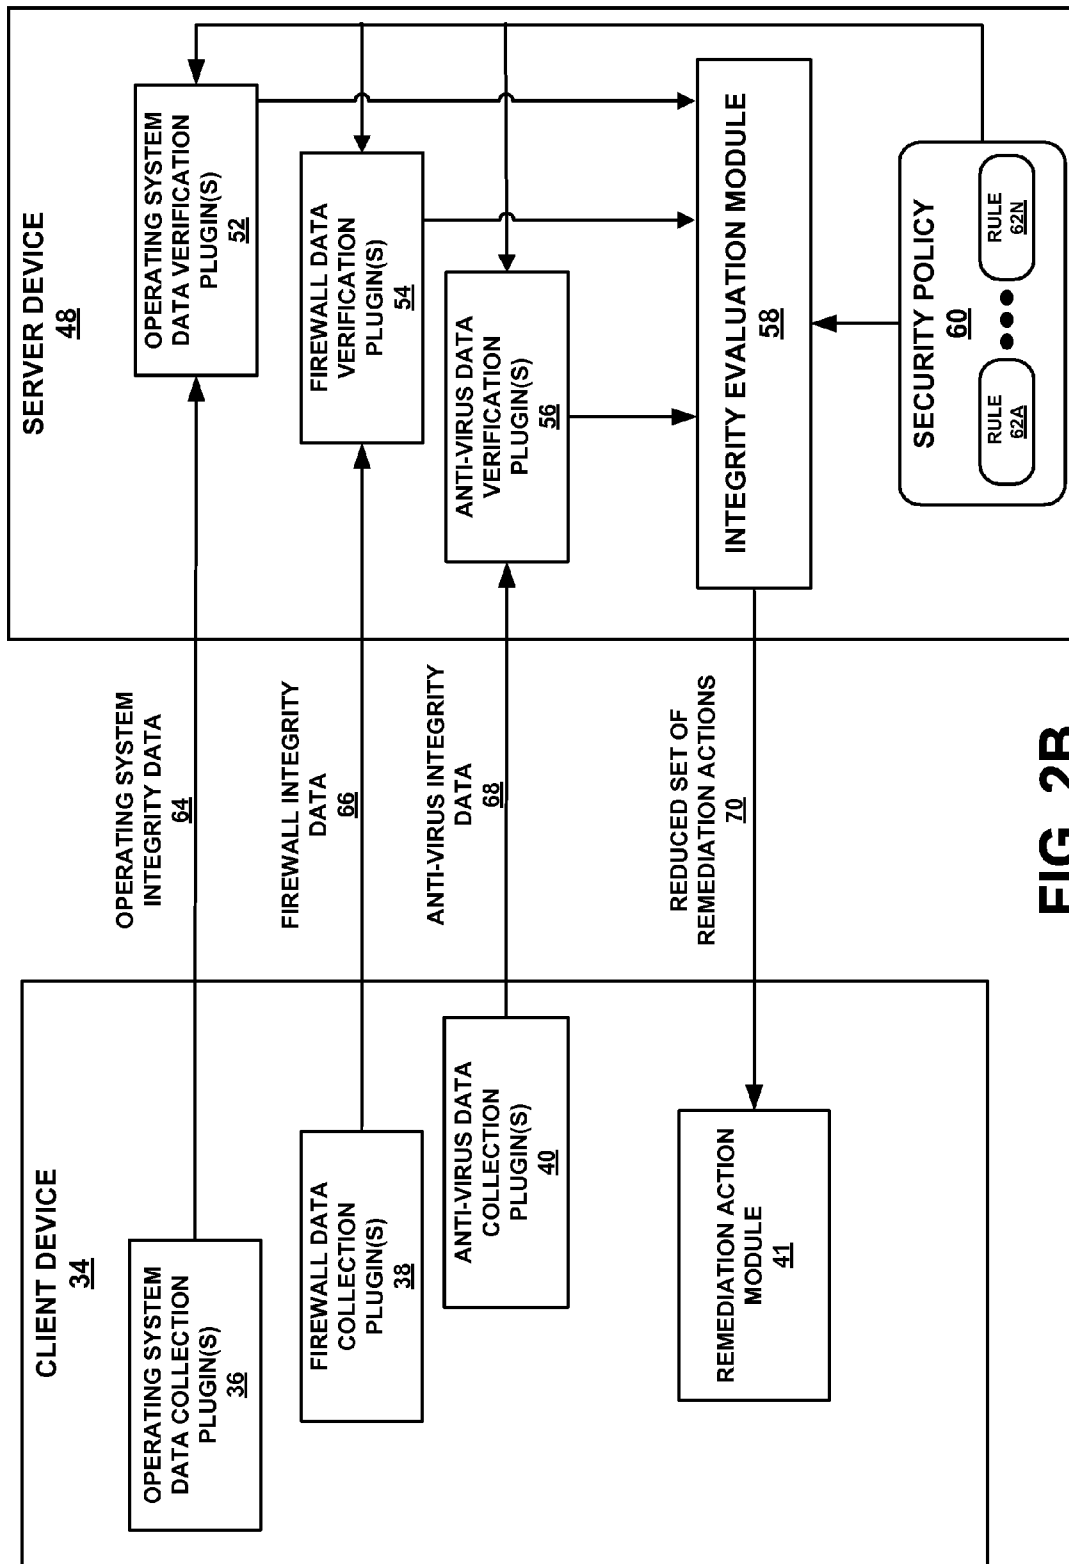 CLIENT DEVICE
34
OPERATING SYSTEM
DATA COLLECTION
PLUGIN(S)
36
FIREWALL DATA
COLLECTION
PLUGIN(S)
38
ANTI-VIRUS DATA
COLLECTION
PLUGIN(S)
40
REMEDIATION ACTION
MODULE
41
OPERATING SYSTEM
INTEGRITY DATA
64
FIREWALL INTEGRITY
DATA
66
ANTI-VIRUS INTEGRITY
DATA
68
REDUCED SET OF
REMEDIATION ACTIONS
70
SERVER DEVICE
48
OPERATING SYSTEM
DATA VERIFICATION
PLUGIN(S)
52
FIREWALL DATA
VERIFICATION
PLUGIN(S)
54
ANTI-VIRUS DATA
VERIFICATION
PLUGIN(S)
56
INTEGRITY EVALUATION MODULE
58
SECURITY POLICY
60
RULE
62A
RULE
62N
FIG. 2B